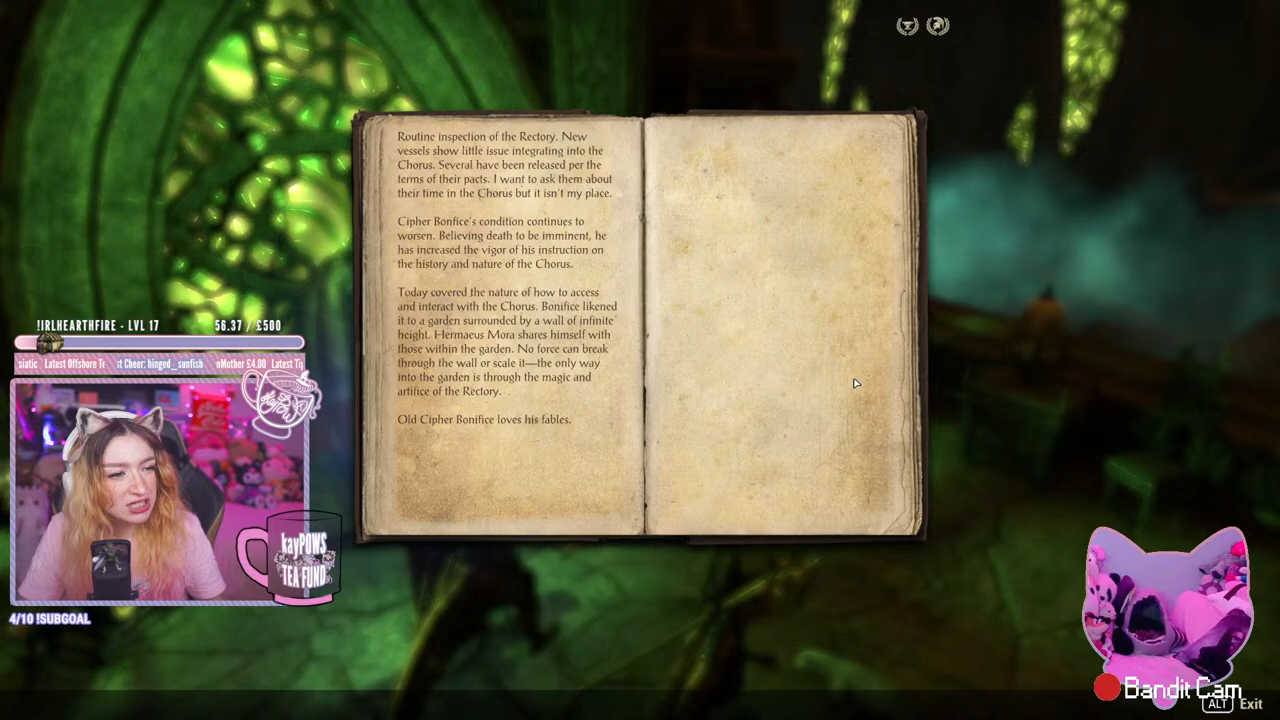 Routine inspection of the Rectory. New
vessels show little issue integrating into the
Chorus. Several have been released per the
terms of their pacts. I want to ask them about
their time in the Chorus but it isn't my place.
Cipher Bonfice's condition continues to
worsen. Believing death to be imminent, he
has increased the vigor of his instruction on
the history and nature of the Chorus.
Today covered the nature of how to access
and interact with the Chorus. Bonifice likened
it to a garden surrounded by a wall of infinite
height. Hermaeus Mora shares himself with
those within the garden. No force can break
through the wall or scale it—the only way
into the garden is through the magic and
artifice of the Rectory.
Old Cipher Bonifice loves his fables.
!IRLHEARTHFIRE - LVL 17
56.37 / £500
siatic Latest Offshore T st Cheer: hinged_sunfish nMother £4.00 Latest Ti
kayPOWS
TEA FUND
4/10 !SUBGOAL
Bandit Cam
ALT Exit